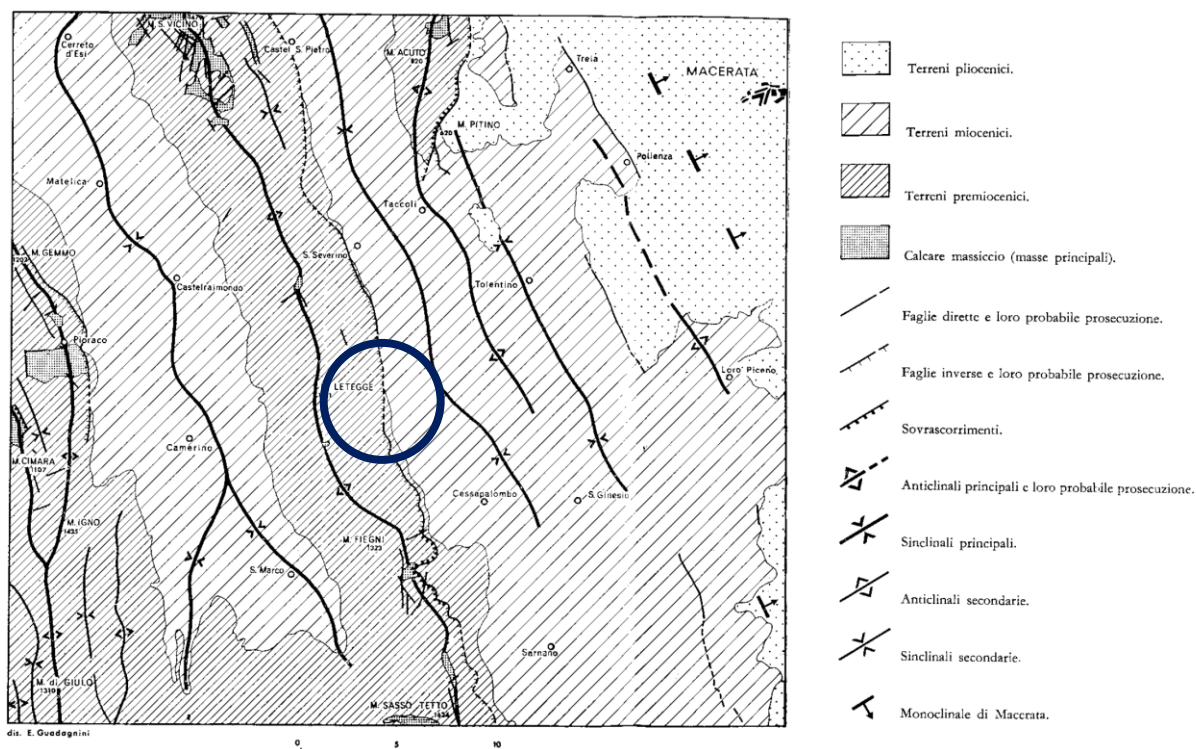 M. S. VICINO
Cerreto
d'Esi
Castel S. Pietro
M. ACUTO
820
Treia
MACERATA
M. PITINO
620
Pollenza
Matelica
Taccoli
S. Severino
M. GEMMO
1203
Castelraimondo
Tolentino
Pioraco
LETEGGE
Loro Piceno
Camerino
M. CIMARA
1107
Cessapalombo
S. Ginesio
M. IGNO
1435
M. FIEGNI
1323
S. Marco
Sarnano
M. di GIULO
1310
M. SASSO TETTO
1624
dis. E. Guadagnini
0
5
10
Terreni pliocenici.
Terreni miocenici.
Terreni premiocenici.
Calcare massiccio (masse principali).
Faglie dirette e loro probabile prosecuzione.
Faglie inverse e loro probabile prosecuzione.
Sovrascorrimenti.
Anticlinali principali e loro probabile prosecuzione.
Sinclinali principali.
Anticlinali secondarie.
Sinclinali secondarie.
Monoclinale di Macerata.